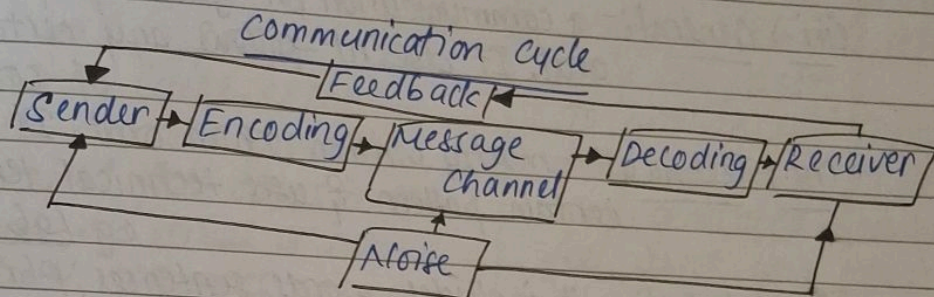 Communication cycle
Feedback
Sender Encoding Message Decoding Receiver
Channel
Noise